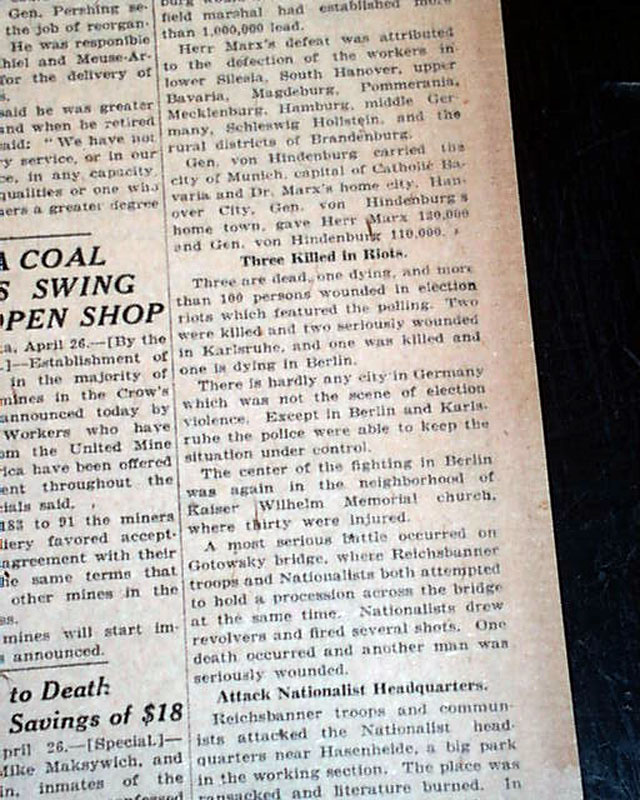 Gen. Pershing se-
the job of reorgan-
He was responible
hiel and Meuse-Ar-
for the delivery of
s.
said he was greater
and when he retired
said: "We have not
ry service, or in our
ce, in any capacity
qualities or one who
ners a greater degree
A COAL
S SWING
OPEN SHOP
a, April 26.—[By the
.]—Establishment of
in the majority of
mines in the Crow's
announced today by
Workers who have
om the United Mine
rica have been offered
ent throughout the
cials said.
183 to 91 the miners
liery favored accept-
agreement with their
he same terms that
other mines in the
ss.
mines will start im-
s announced.
to Death
Savings of $18
pril 26.—[Special.]—
Mike Maksywich, and
in, inmates of the
field marshal had established more
than 1,000,000 lead.
Herr Marx's defeat was attributed
to the defection of the workers in
lower Silesia, South Hanover, upper
Bavaria, Magdeburg, Pommerania,
Mecklenburg, Hamburg, middle Ger-
many, Schleswig Hollstein, and the
rural districts of Brandenburg.
Gen. von Hindenburg carried the
city of Munich, capital of Catholic Ba-
varia and Dr. Marx's home city. Han-
over City, Gen. von Hindenburg's
home town, gave Herr Marx 130,000
and Gen. von Hindenburg 110,000.
Three Killed in Riots.
Three are dead, one dying, and more
than 100 persons wounded in election
riots which featured the polling. Two
were killed and two seriously wounded
in Karlsruhe, and one was killed and
one is dying in Berlin.
There is hardly any city in Germany
which was not the scene of election
violence. Except in Berlin and Karls-
ruhe the police were able to keep the
situation under control.
The center of the fighting in Berlin
was again in the neighborhood of
Kaiser Wilhelm Memorial church,
where thirty were injured.
A most serious battle occurred on
Gotowsky bridge, where Reichsbanner
troops and Nationalists both attempted
to hold a procession across the bridge
at the same time. Nationalists drew
revolvers and fired several shots. One
death occurred and another man was
seriously wounded.
Attack Nationalist Headquarters.
Reichsbanner troops and commun-
ists attacked the Nationalist head-
quarters near Hasenheide, a big park
in the working section. The place was
ransacked and literature burned. In